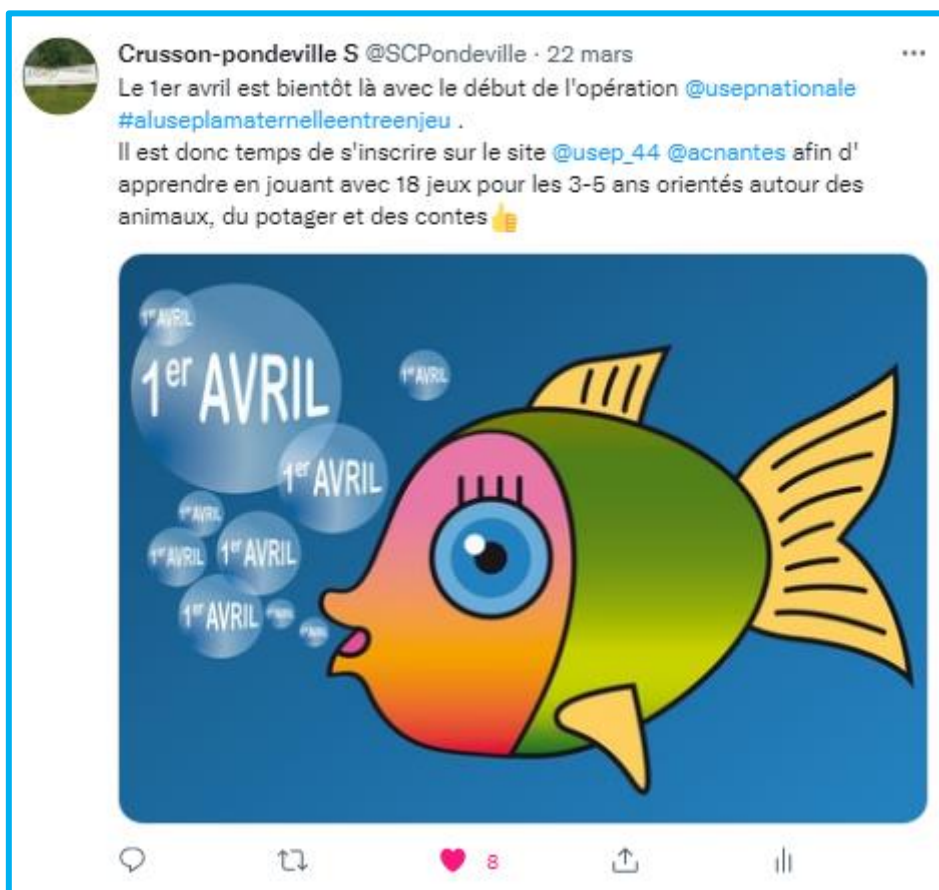 Crusson-pondeville S @SCPondeville · 22 mars
Le 1er avril est bientôt là avec le début de l'opération @usepnationale
#aluseplamaternelleentreenjeu .
Il est donc temps de s'inscrire sur le site @usep_44 @acnantes afin d'
apprendre en jouant avec 18 jeux pour les 3-5 ans orientés autour des
animaux, du potager et des contes👍
1er AVRIL
1er AVRIL
1er AVRIL
1er AVRIL
1er AVRIL
1er AVRIL
1er AVRIL
1er AVRIL
8